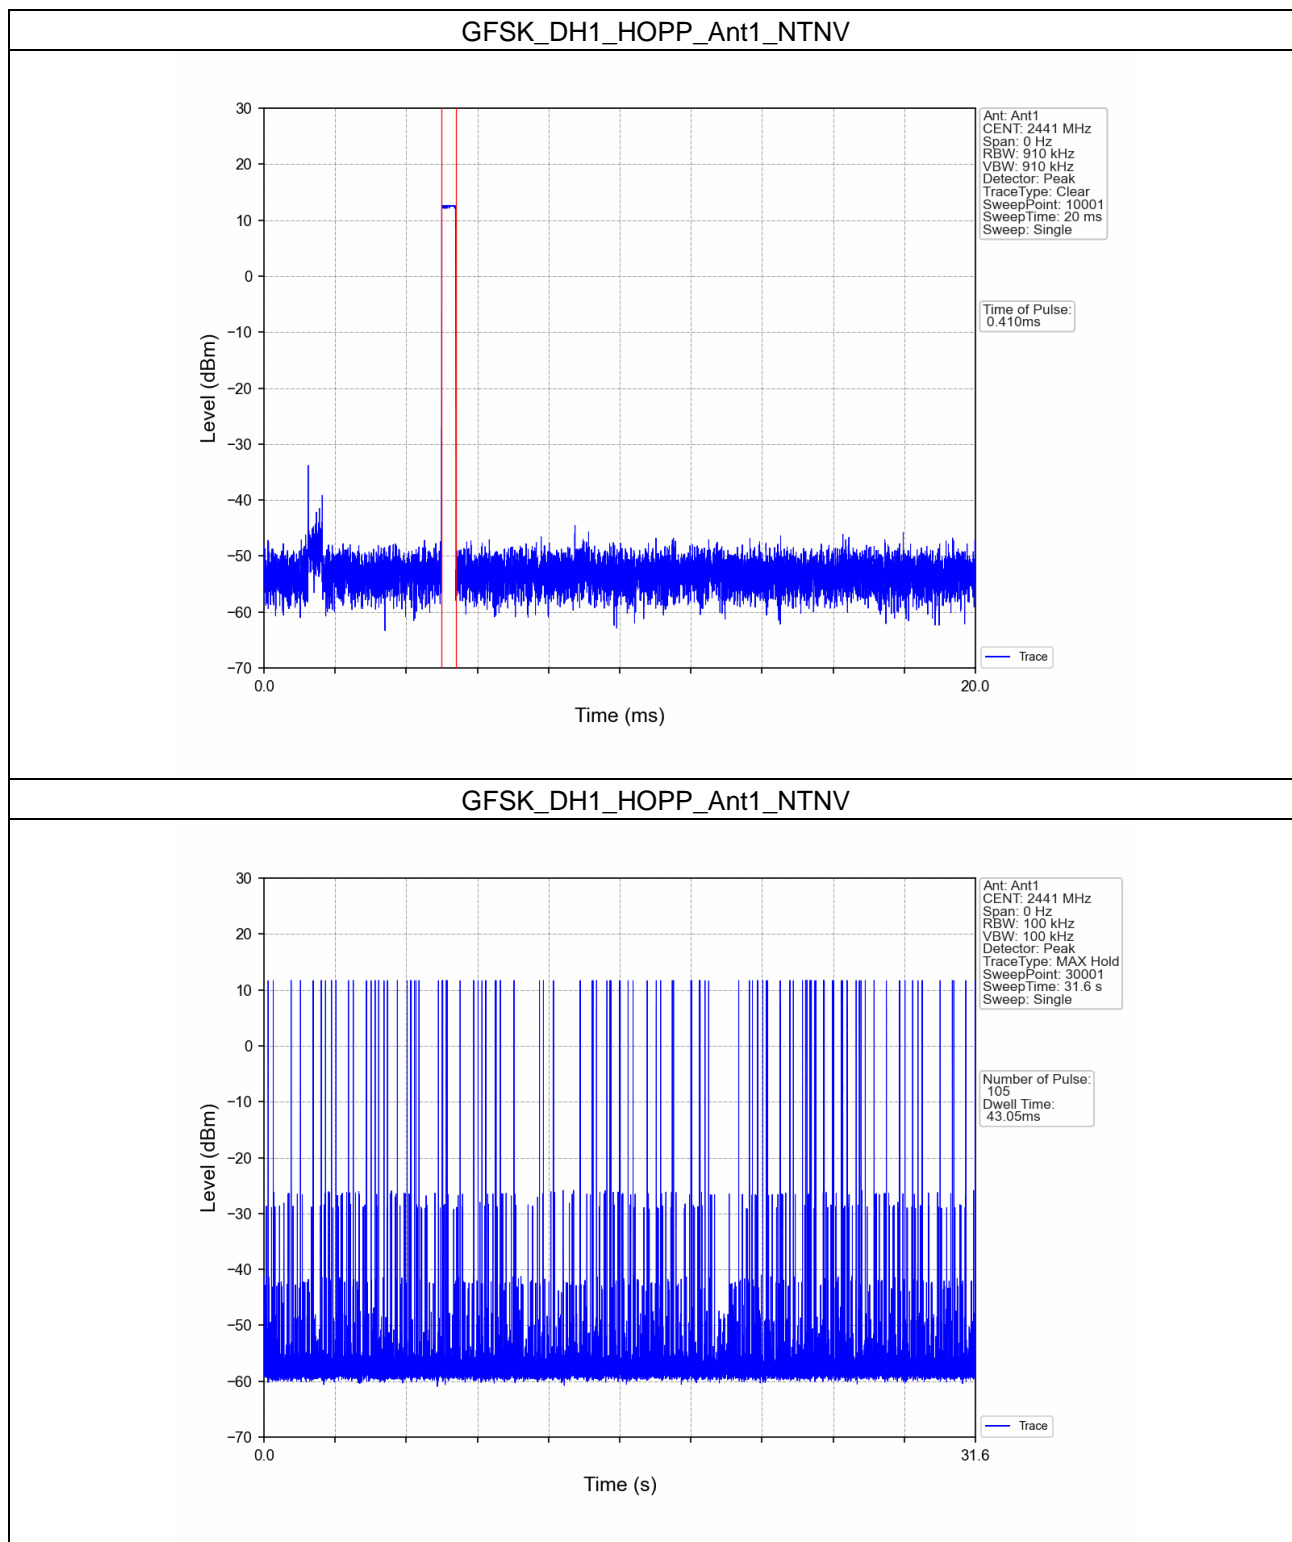 GFSK_DH1_HOPP_Ant1_NTNV
30
20
10
0
−10
−20
−30
−40
−50
−60
−70
Level (dBm)
0.0
20.0
Time (ms)
Ant: Ant1
CENT: 2441 MHz
Span: 0 Hz
RBW: 910 kHz
VBW: 910 kHz
Detector: Peak
TraceType: Clear
SweepPoint: 10001
SweepTime: 20 ms
Sweep: Single
Time of Pulse:
0.410ms
Trace
GFSK_DH1_HOPP_Ant1_NTNV
30
20
10
0
−10
−20
−30
−40
−50
−60
−70
Level (dBm)
0.0
31.6
Time (s)
Ant: Ant1
CENT: 2441 MHz
Span: 0 Hz
RBW: 100 kHz
VBW: 100 kHz
Detector: Peak
TraceType: MAX Hold
SweepPoint: 30001
SweepTime: 31.6 s
Sweep: Single
Number of Pulse:
105
Dwell Time:
43.05ms
Trace